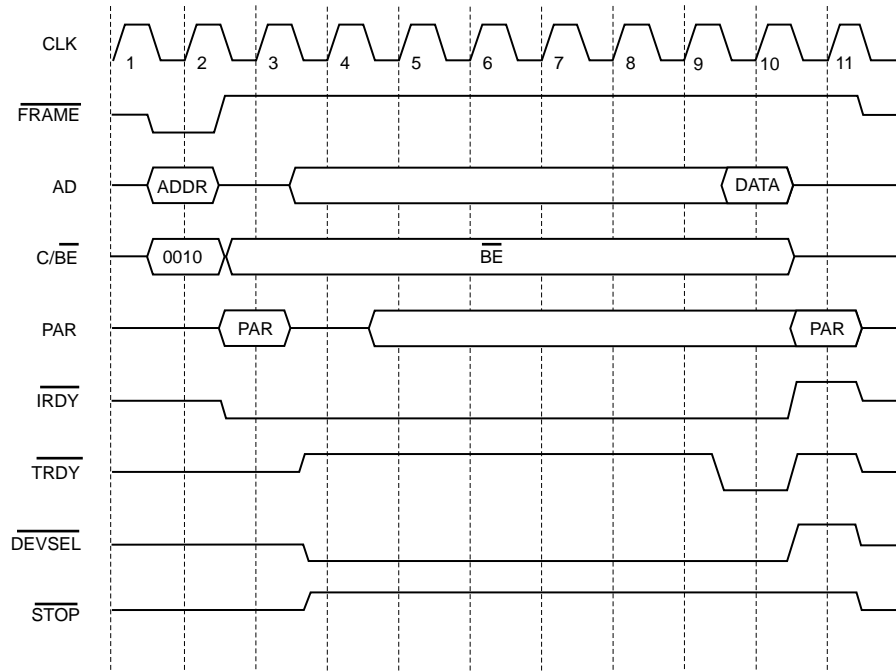 CLK
1 2 3 4 5 6 7 8 9 10 11
FRAME
AD
ADDR
DATA
C/BE
0010
BE
PAR
PAR
PAR
IRDY
TRDY
DEVSEL
STOP